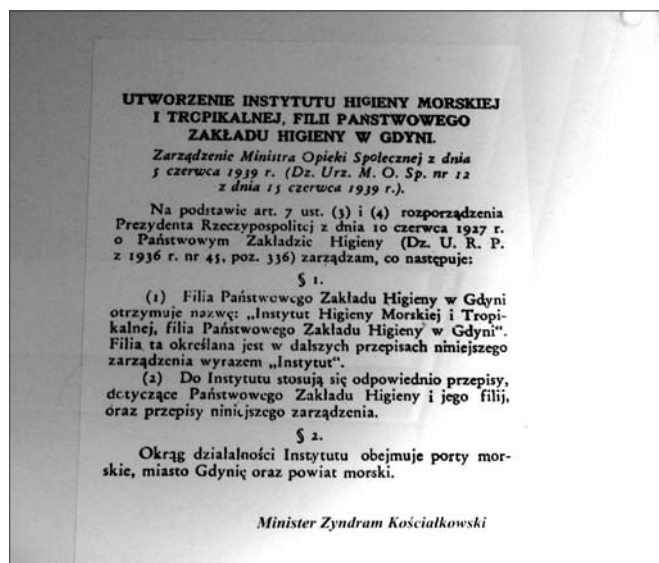 UTWORZENIE INSTYTUTU HIGIENY MORSKIEJ
I TROPIKALNEJ, FILII PAŃSTWOWEGO
ZAKŁADU HIGIENY W GDYNI.
Zarządzenie Ministra Opieki Społecznej z dnia
5 czerwca 1939 r. (Dz. Urz. M. O. Sp. nr 12
z dnia 15 czerwca 1939 r.).
Na podstawie art. 7 ust. (3) i (4) rozporządzenia
Prezydenta Rzeczypospolitej z dnia 10 czerwca 1927 r.
o Państwowym Zakładzie Higieny (Dz. U. R. P.
z 1936 r. nr 45, poz. 336) zarządzam, co następuje:
§ 1.
(1) Filia Państwowego Zakładu Higieny w Gdyni
otrzymuje nazwę: „Instytut Higieny Morskiej i Tropi-
kalnej, filia Państwowego Zakładu Higieny w Gdyni“.
Filia ta określana jest w dalszych przepisach niniejszego
zarządzenia wyrazem „Instytut“.
(2) Do Instytutu stosują się odpowiednio przepisy,
dotyczące Państwowego Zakładu Higieny i jego filij,
oraz przepisy niniejszego zarządzenia.
§ 2.
Okrąg działalności Instytutu obejmuje porty mor-
skie, miasto Gdynię oraz powiat morski.
Minister Zyndram Kościałkowski